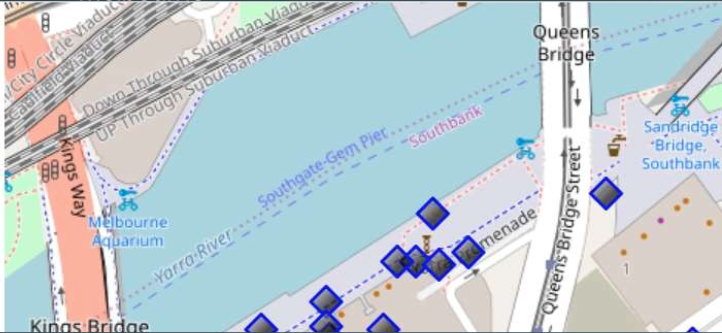 City Circle Viaduct
Caulfield Viaduct
Down Through Suburban Viaduct
UP Through Suburban Viaduct
Queens
Bridge
Kings Way
Southgate-Gem Pier
Southbank
Sandridge
Bridge,
Southbank
Melbourne
Aquarium
Yarra River
Queens Bridge Street
1
Kings Bridge